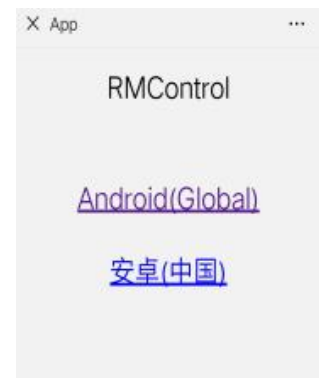 App
RMControl
Android(Global)
安卓(中国)